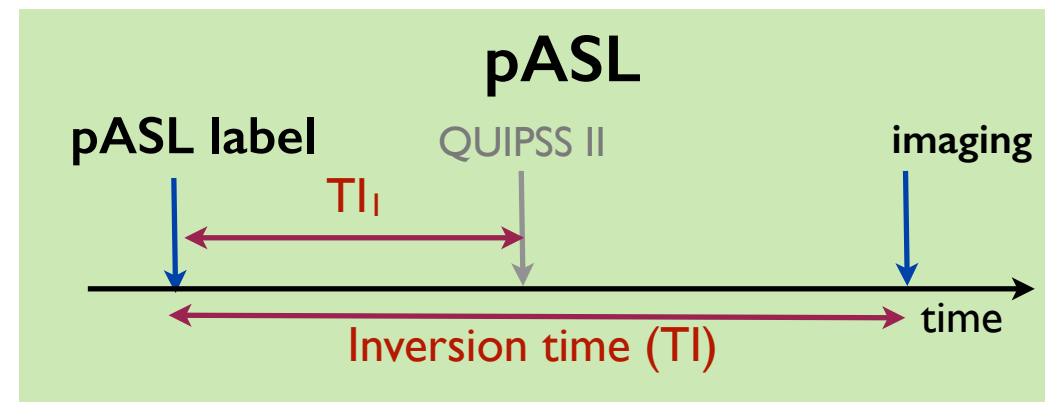 pASL
pASL label
QUIPSS II
imaging
TI₁
time
Inversion time (TI)